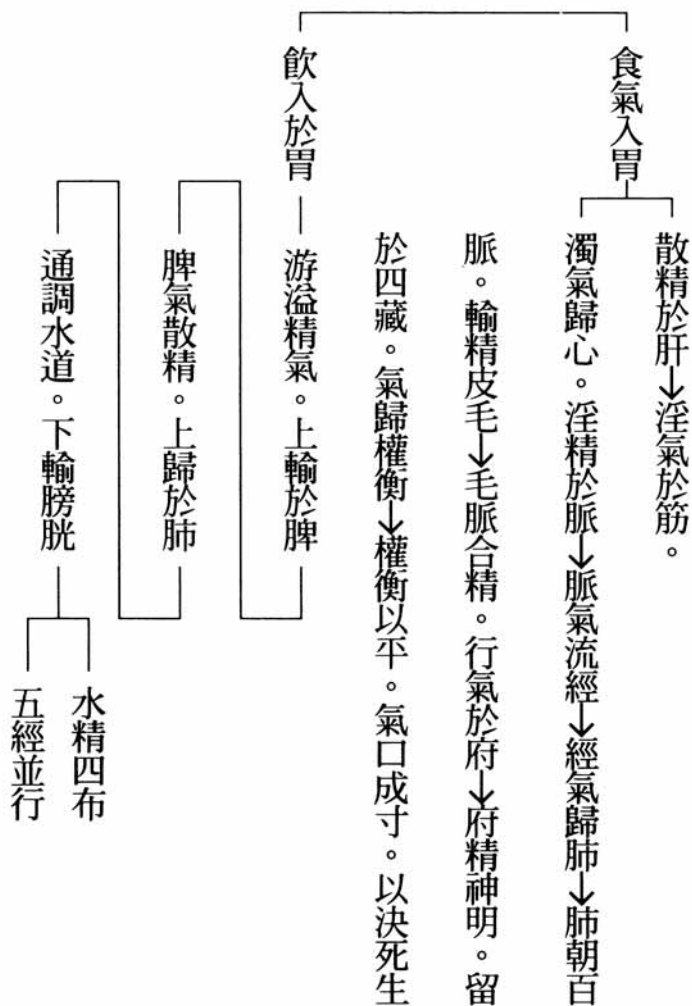 食氣入胃
散精於肝→淫氣於筋。
濁氣歸心。淫精於脈→脈氣流經→經氣歸肺→肺朝百
脈。輸精皮毛→毛脈合精。行氣於府→府精神明。留
於四藏。氣歸權衡→權衡以平。氣口成寸。以決死生
飲入於胃
游溢精氣。上輸於脾
脾氣散精。上歸於肺
通調水道。下輸膀胱
水精四布
五經並行